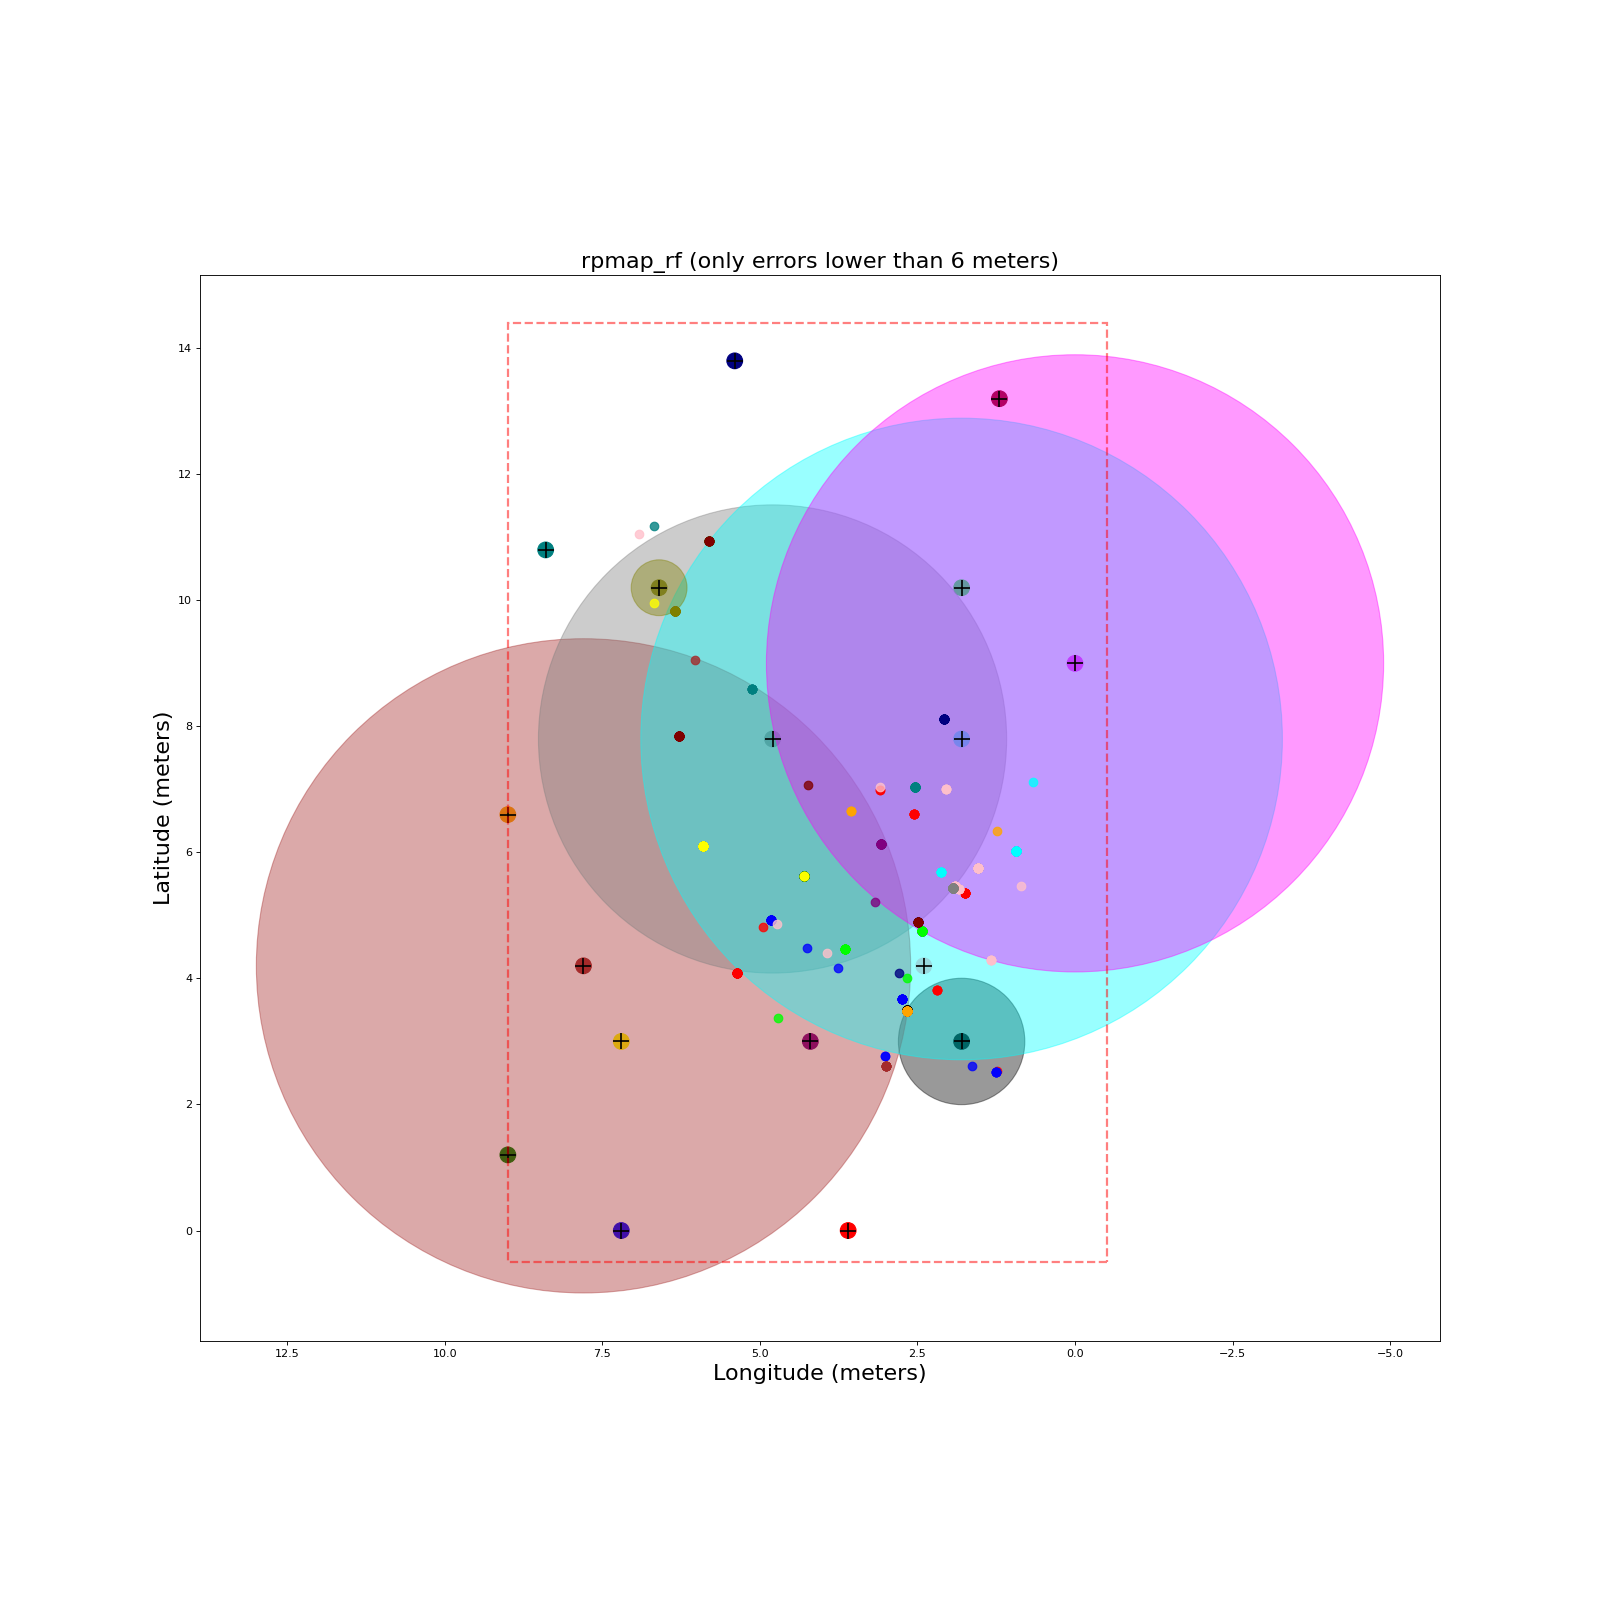 rpmap_rf (only errors lower than 6 meters)
14
12
10
8
6
4
2
0
Latitude (meters)
12.5 10.0 7.5 5.0 2.5 0.0 −2.5 −5.0
Longitude (meters)